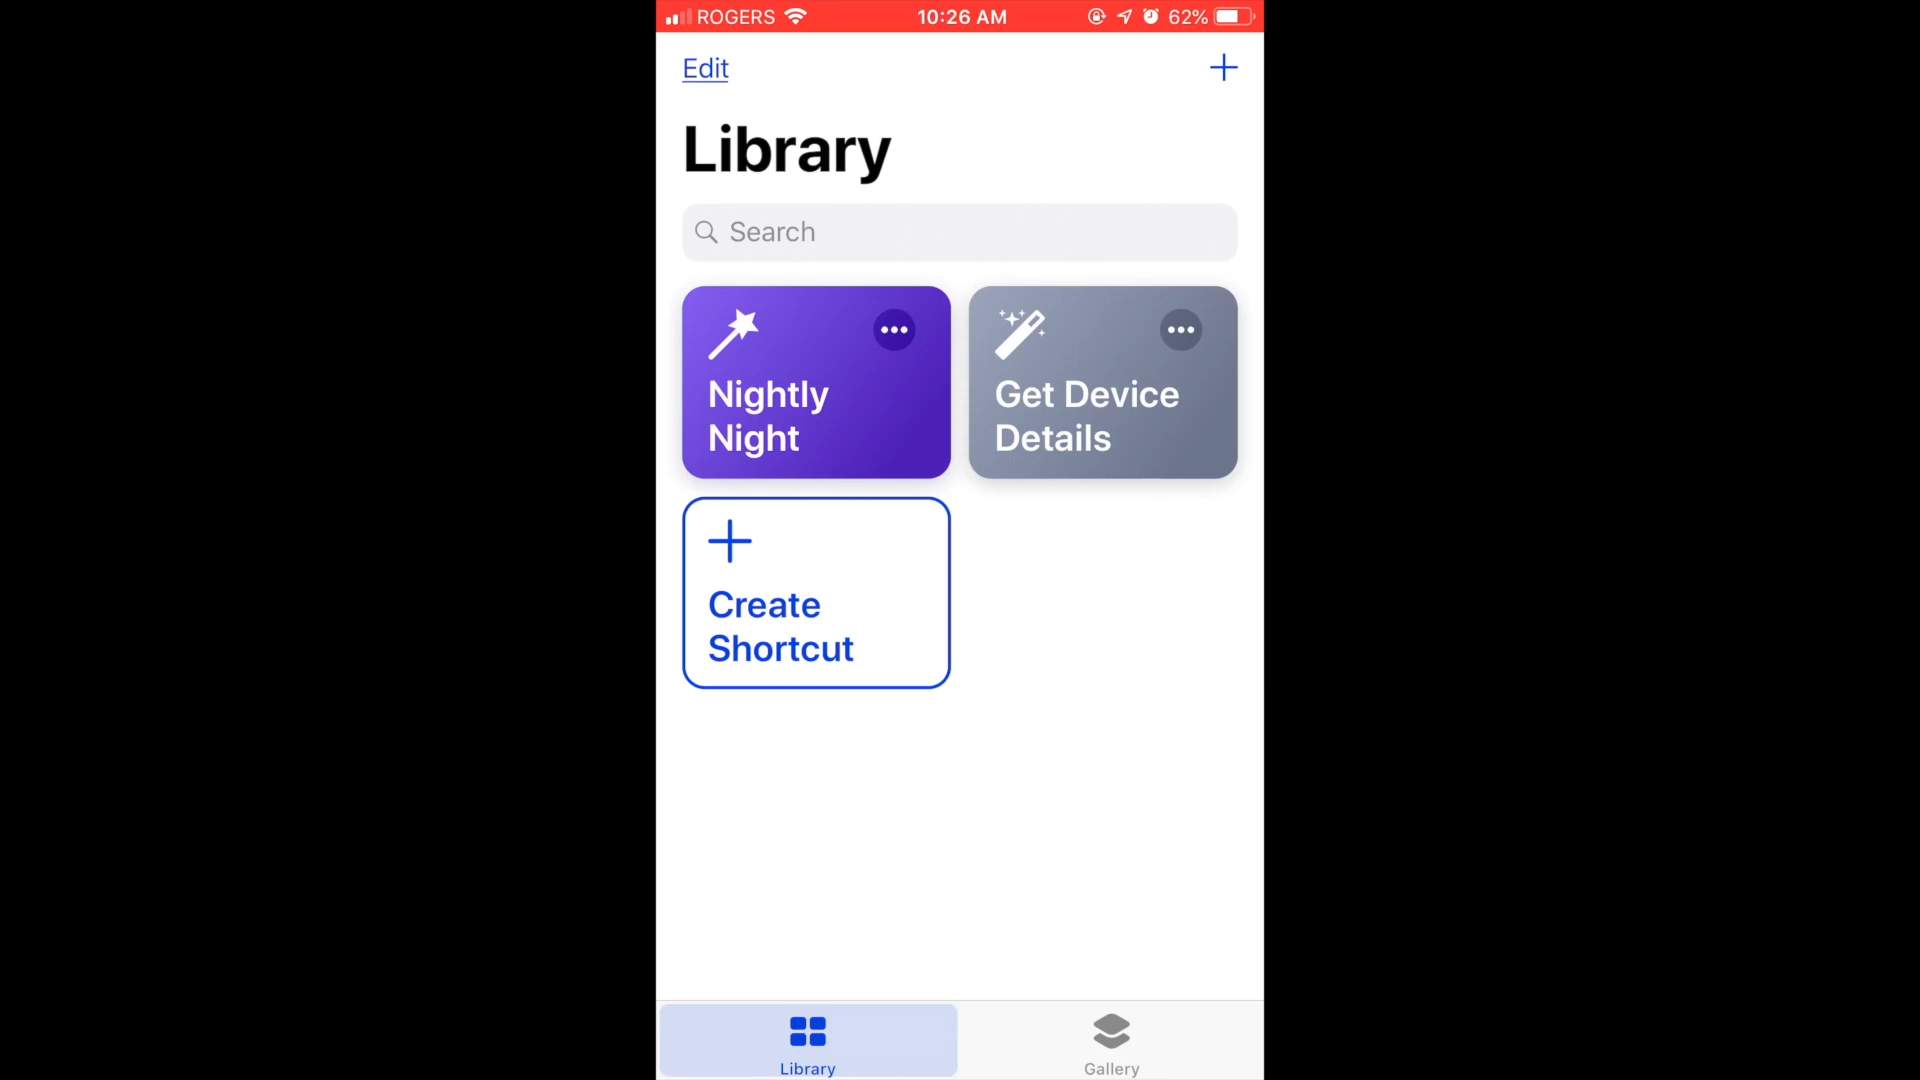 ROGERS 10:26 AM 62%
Edit
Library
Search
Nightly
Night
Get Device
Details
Create
Shortcut
Library
Gallery